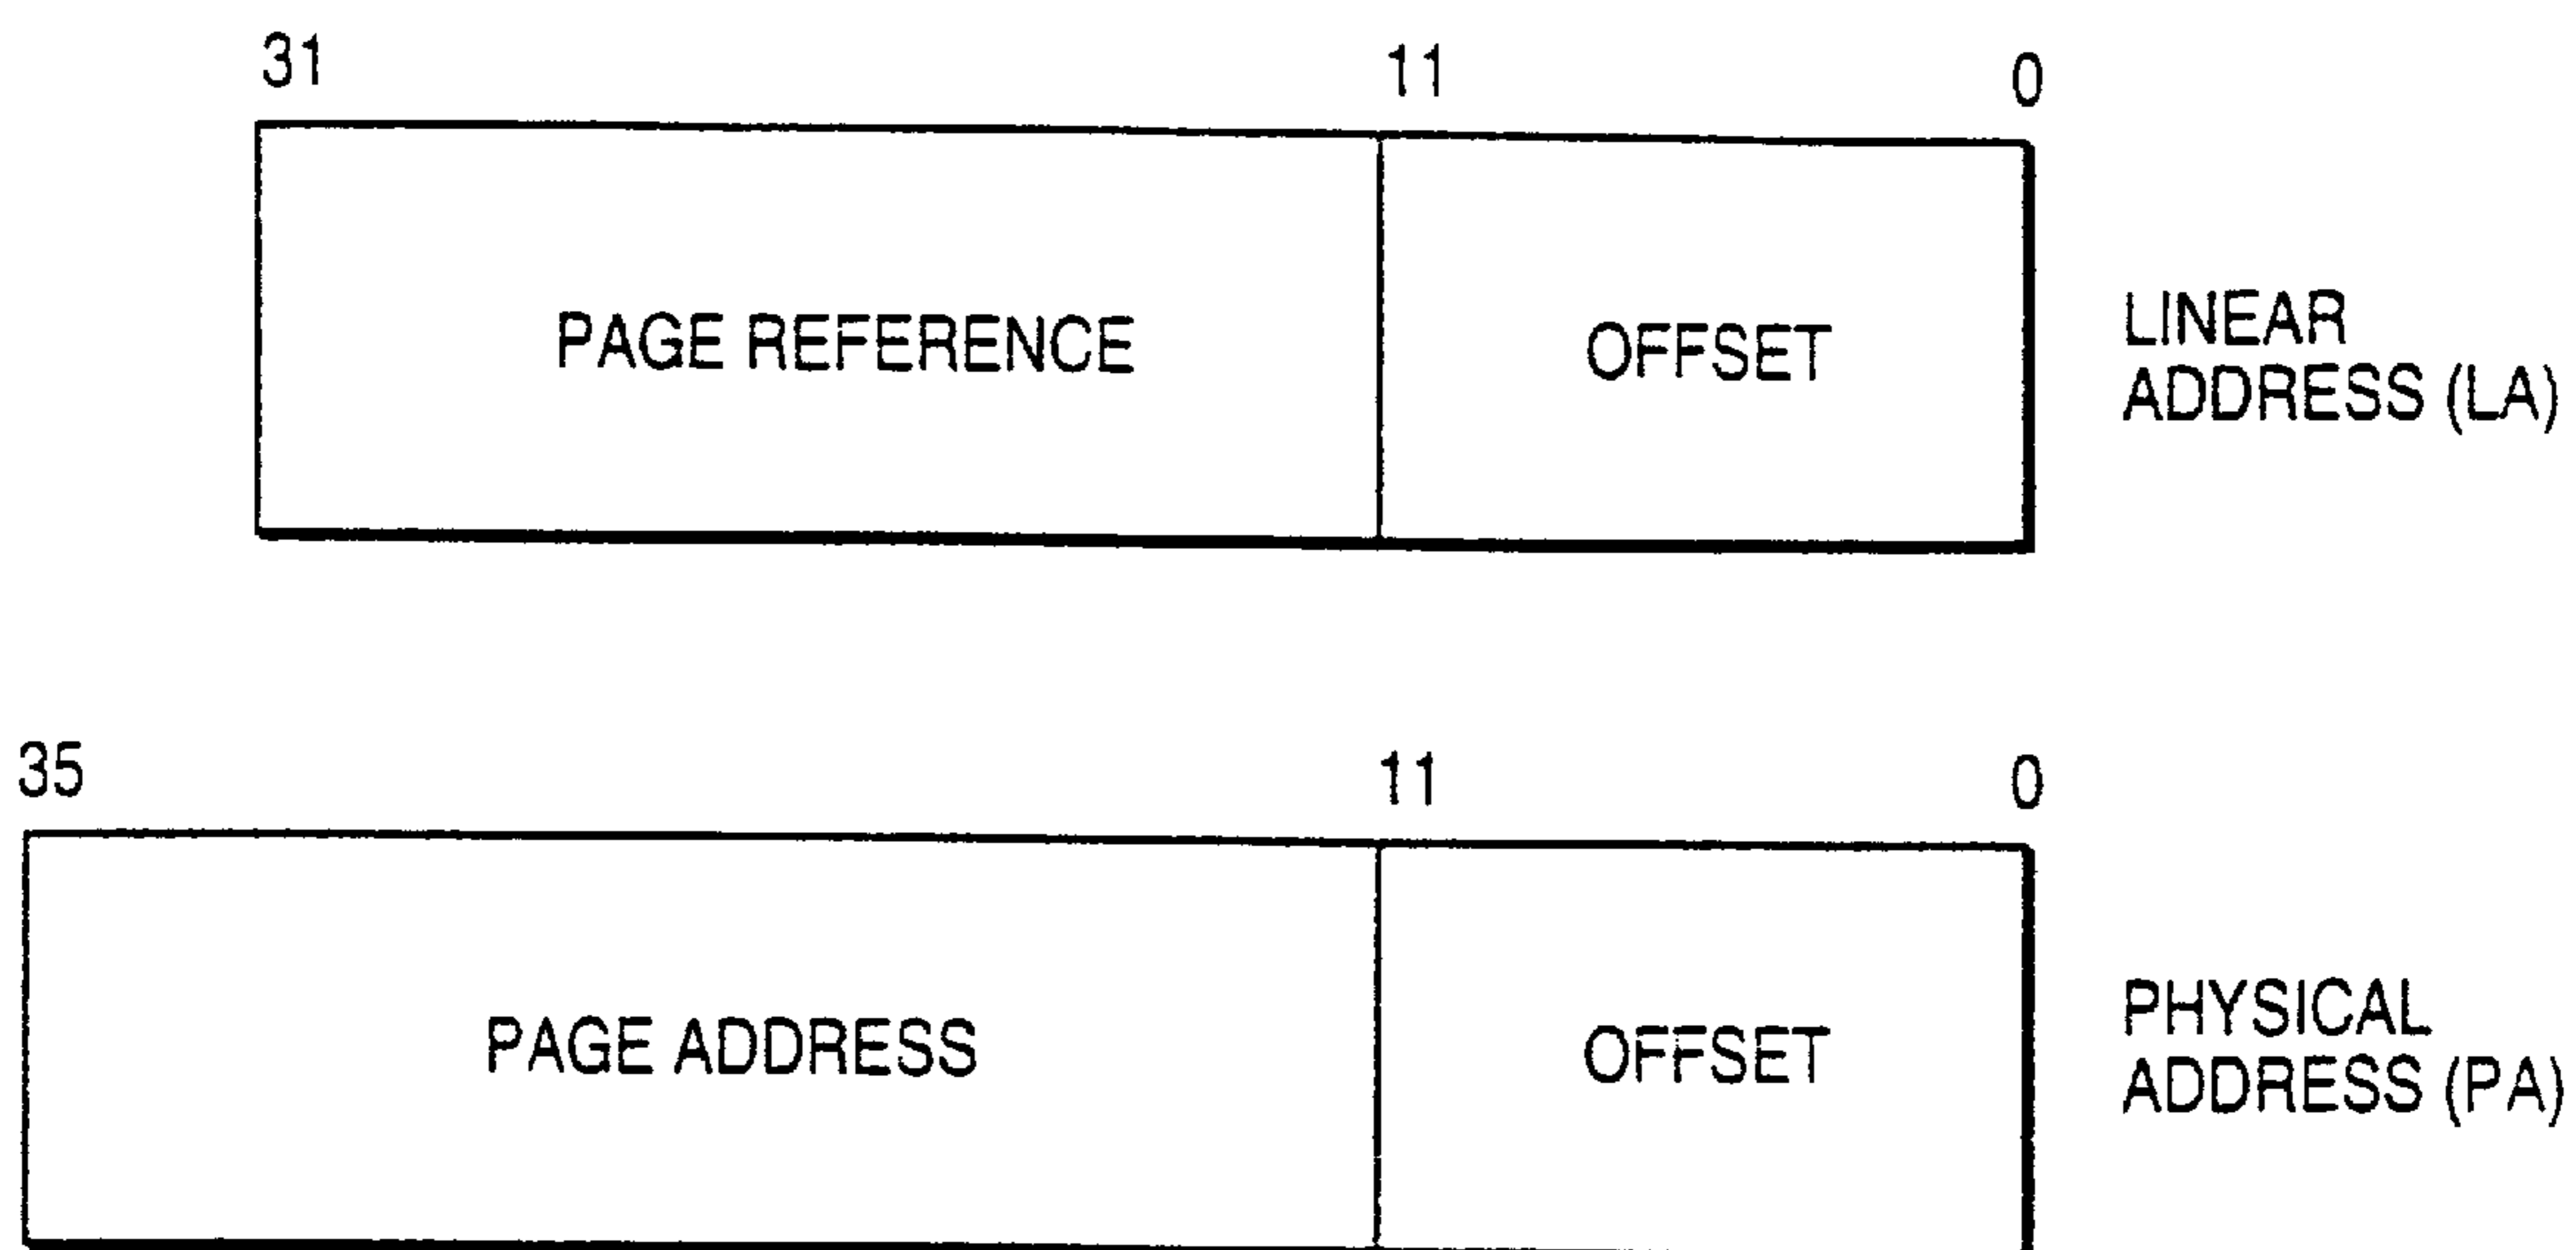 31 11 0
PAGE REFERENCE OFFSET LINEAR
ADDRESS (LA)
35 11 0
PAGE ADDRESS OFFSET PHYSICAL
ADDRESS (PA)